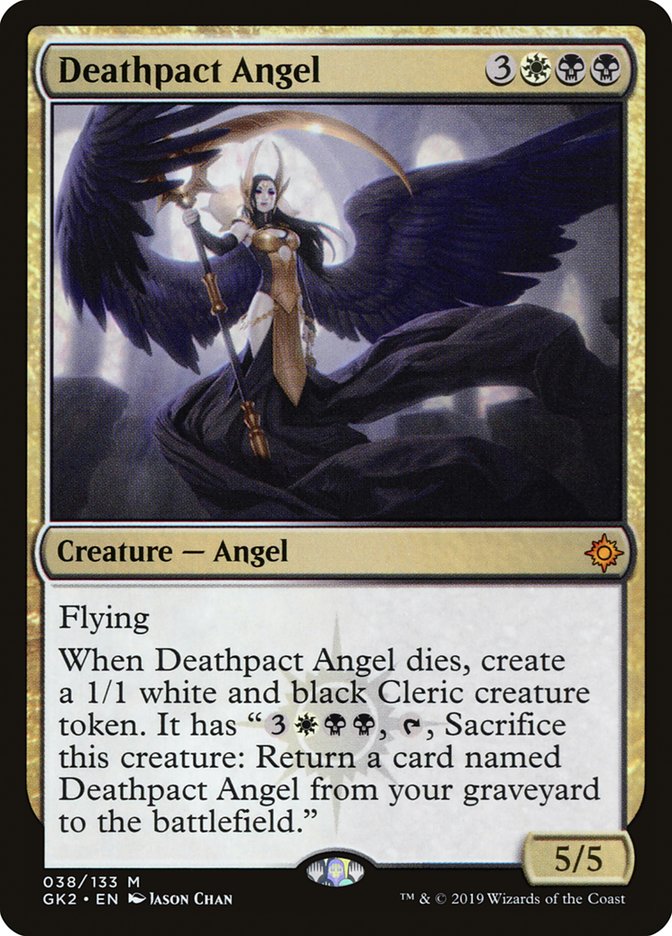 Deathpact Angel 3
Creature — Angel
Flying
When Deathpact Angel dies, create
a 1/1 white and black Cleric creature
token. It has “3 , , Sacrifice
this creature: Return a card named
Deathpact Angel from your graveyard
to the battlefield.”
5/5
038/133 M
GK2 • EN Jason Chan
™ & © 2019 Wizards of the Coast